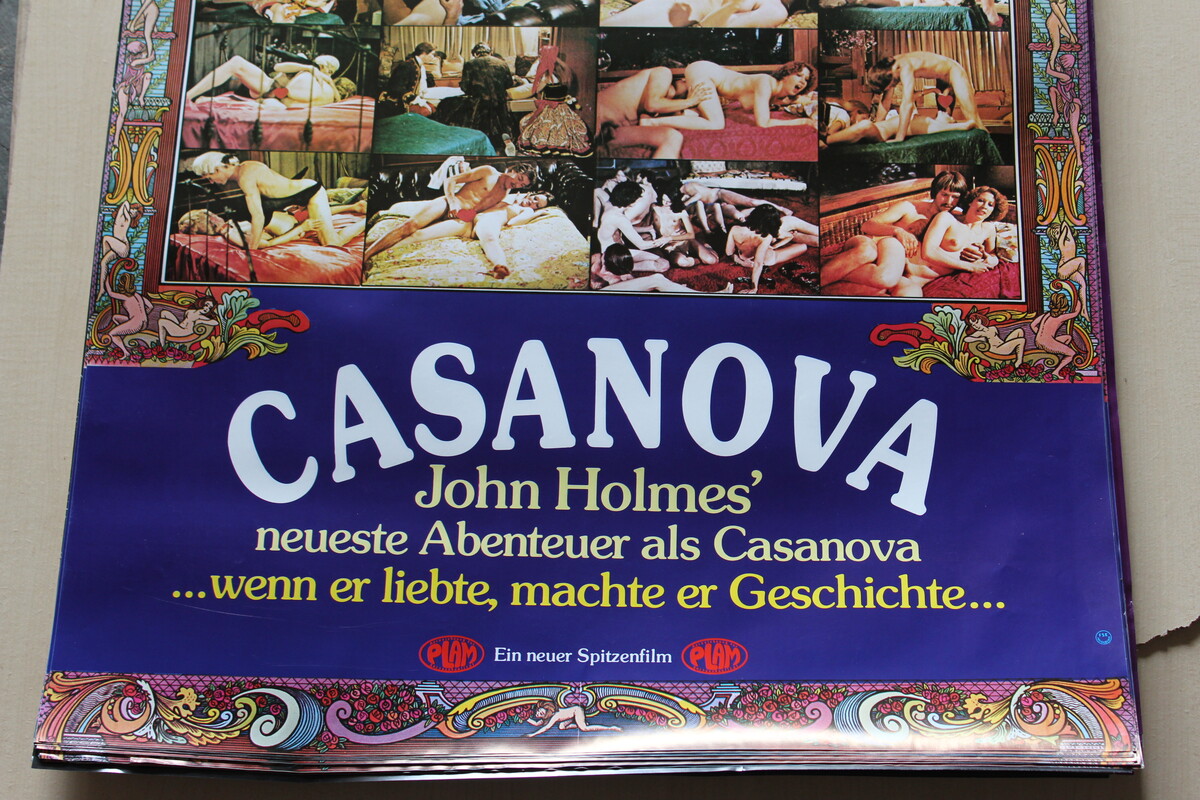 CASANOVA
John Holmes'
neueste Abenteuer als Casanova
...wenn er liebte, machte er Geschichte...
PLAM Ein neuer Spitzenfilm PLAM